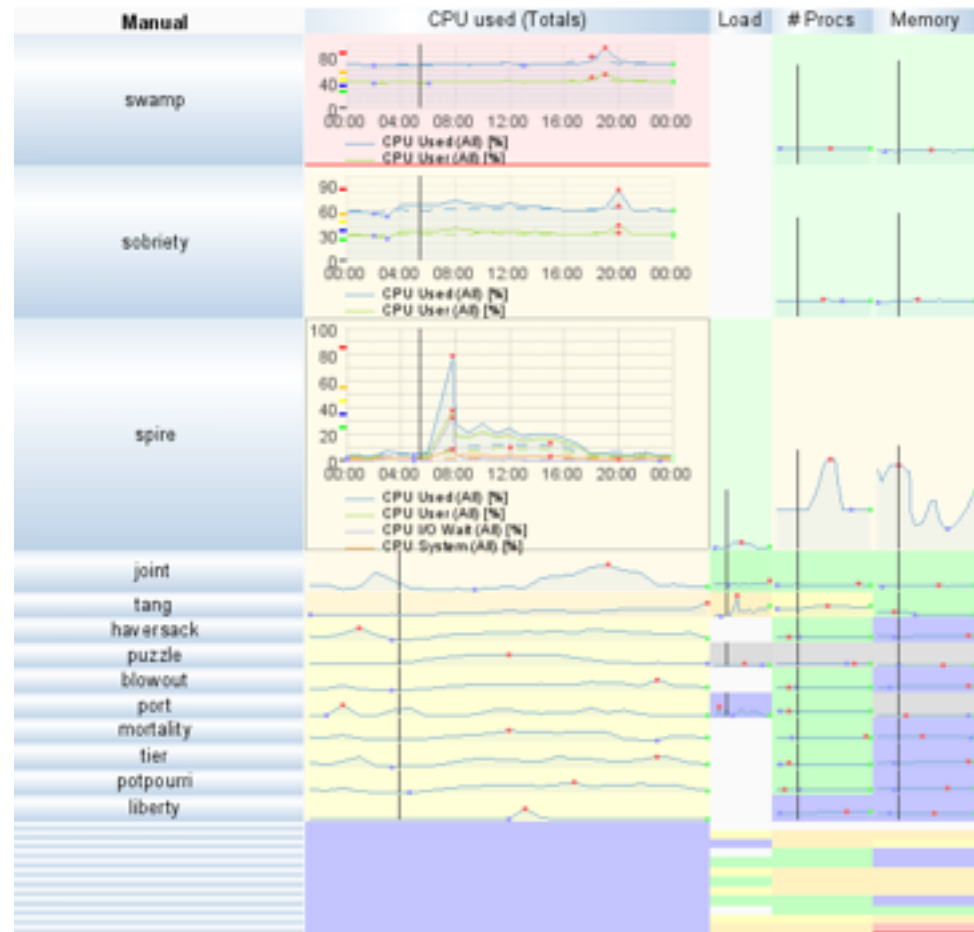 Manual CPU used (Totals) Load # Procs Memory
80
40
0
swamp
00:00 04:00 08:00 12:00 16:00 20:00 00:00
CPU Used (All) [%]
CPU User (All) [%]
90
60
30
0
sobriety
00:00 04:00 08:00 12:00 16:00 20:00 00:00
CPU Used (All) [%]
CPU User (All) [%]
100
80
60
40
20
0
spire
00:00 04:00 08:00 12:00 16:00 20:00 00:00
CPU Used (All) [%]
CPU User (All) [%]
CPU I/O Wait (All) [%]
CPU System (All) [%]
joint
tang
haversack
puzzle
blowout
port
mortality
tier
potpourri
liberty